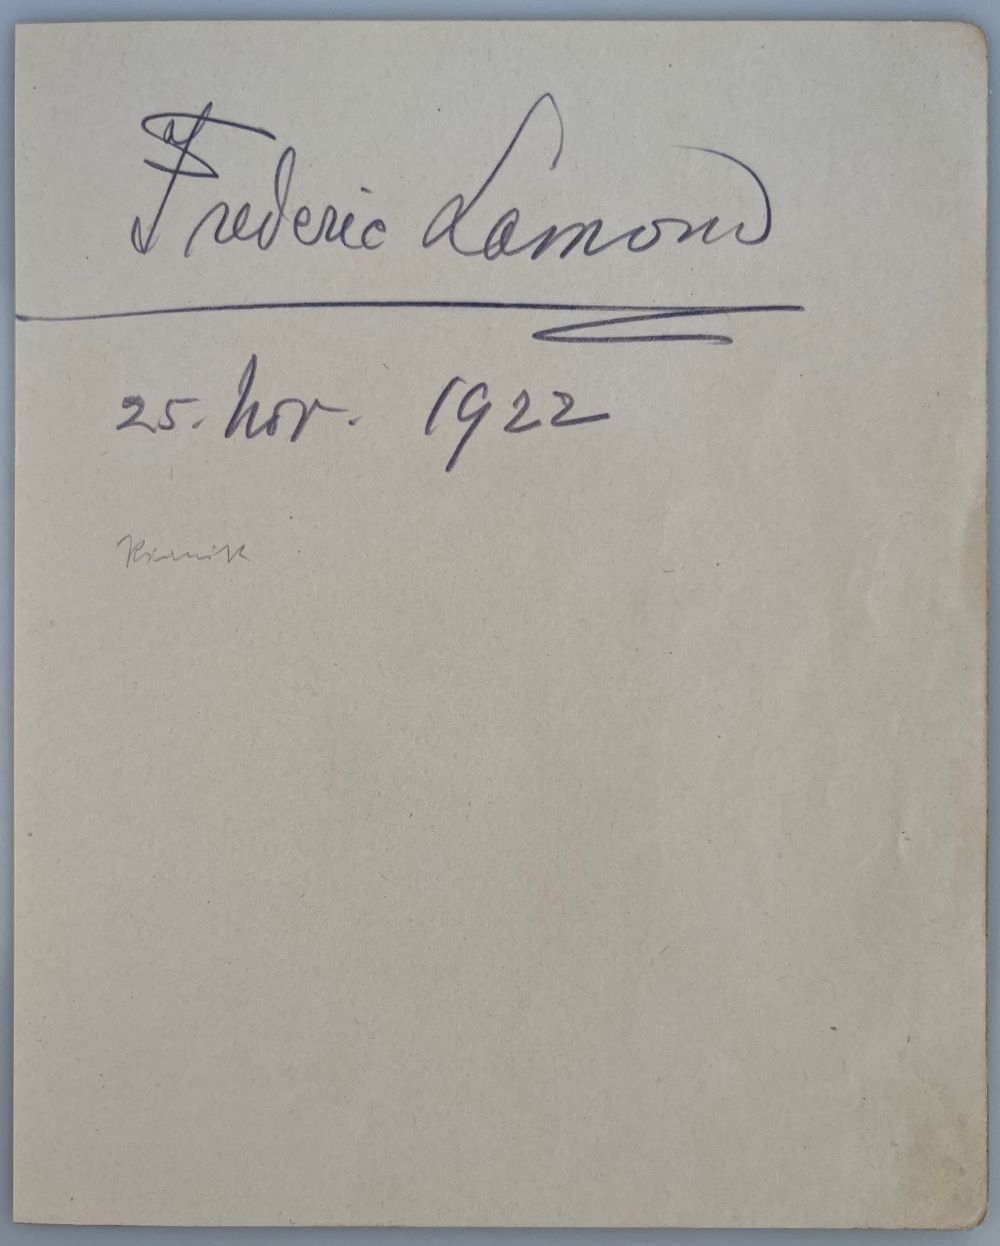 Frederic Lamond
25. Nov. 1922